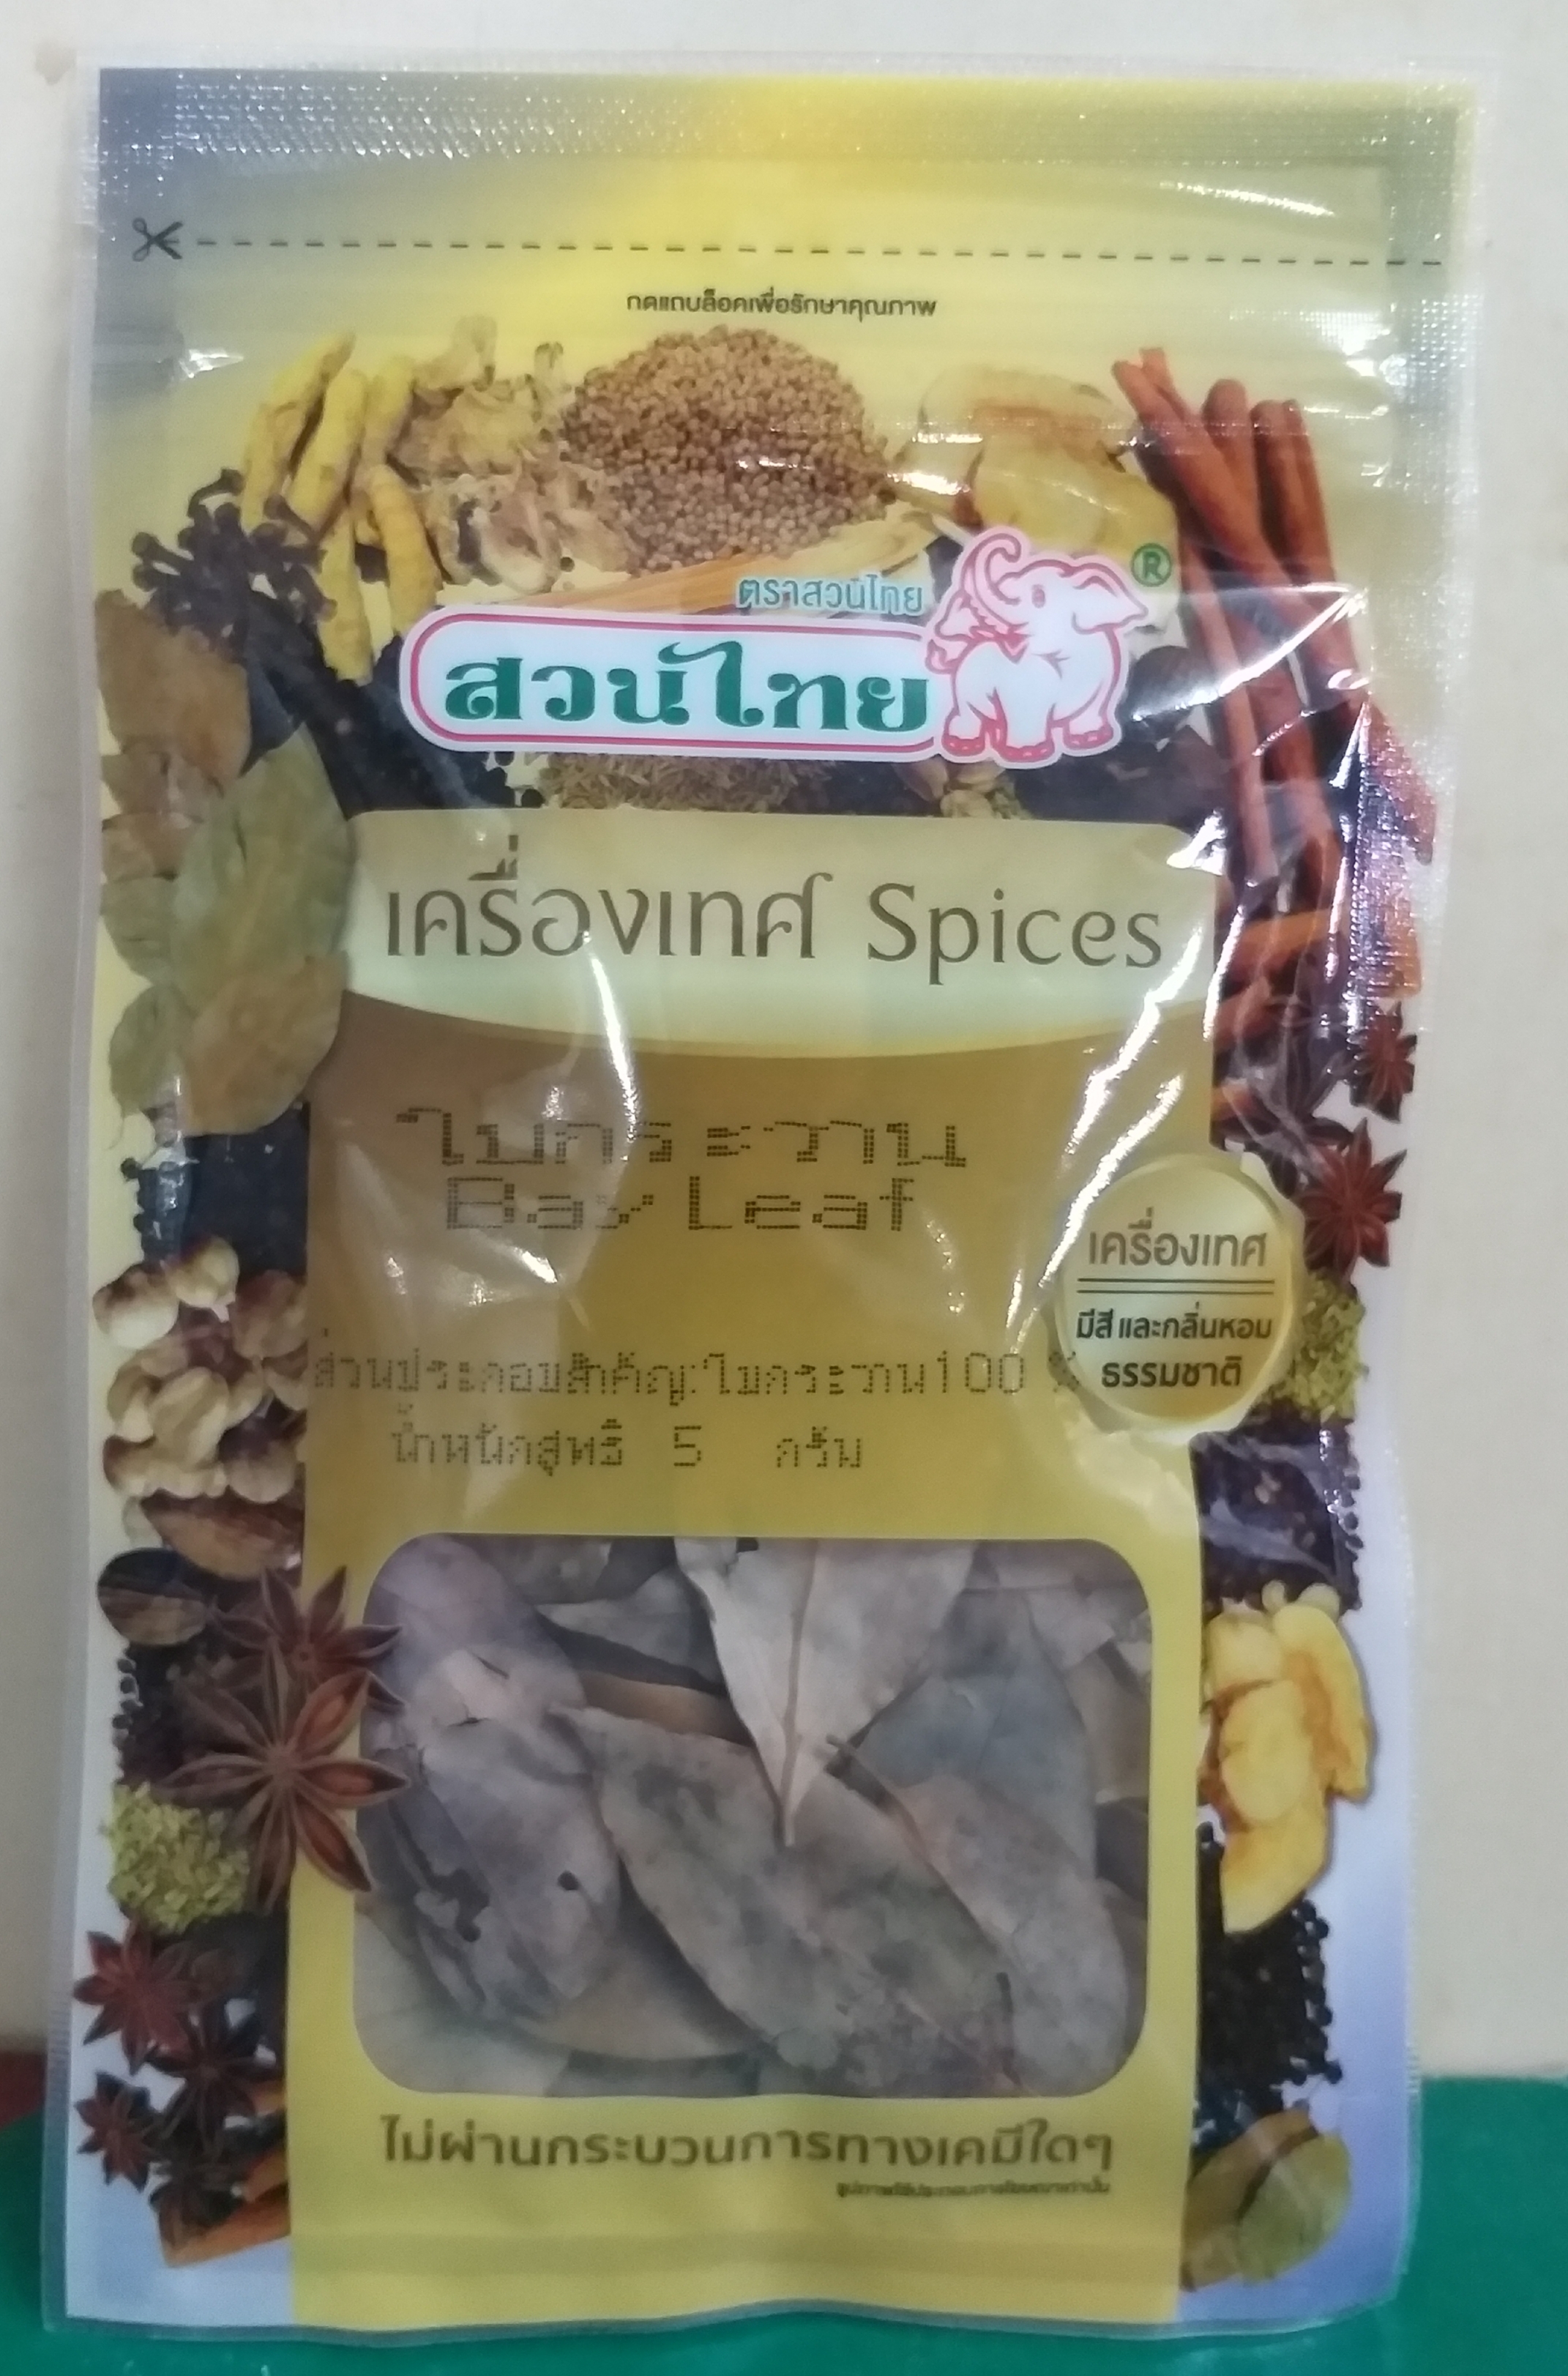 กดแถบล็อคเพื่อรักษาคุณภาพ
ตราสวนไทย
®
สวนไทย
เครื่องเทศ Spices
ใบกระวาน
Bay Leaf
เครื่องเทศ
มีสีและกลิ่นหอม
ธรรมชาติ
ส่วนประกอบสำคัญ:ใบกระวาน100 %
น้ำหนักสุทธิ 5 กรัม
ไม่ผ่านกระบวนการทางเคมีใดๆ